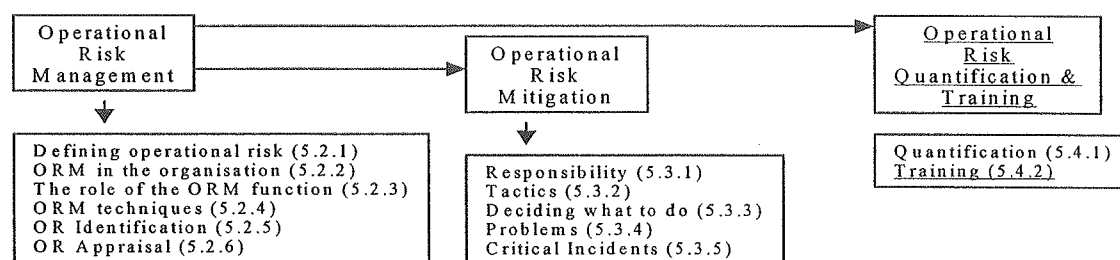 Operational
Risk
Management
Operational
Risk
Mitigation
Operational
Risk
Quantification &
Training
Defining operational risk (5.2.1)
ORM in the organisation (5.2.2)
The role of the ORM function (5.2.3)
ORM techniques (5.2.4)
OR Identification (5.2.5)
OR Appraisal (5.2.6)
Responsibility (5.3.1)
Tactics (5.3.2)
Deciding what to do (5.3.3)
Problems (5.3.4)
Critical Incidents (5.3.5)
Quantification (5.4.1)
Training (5.4.2)